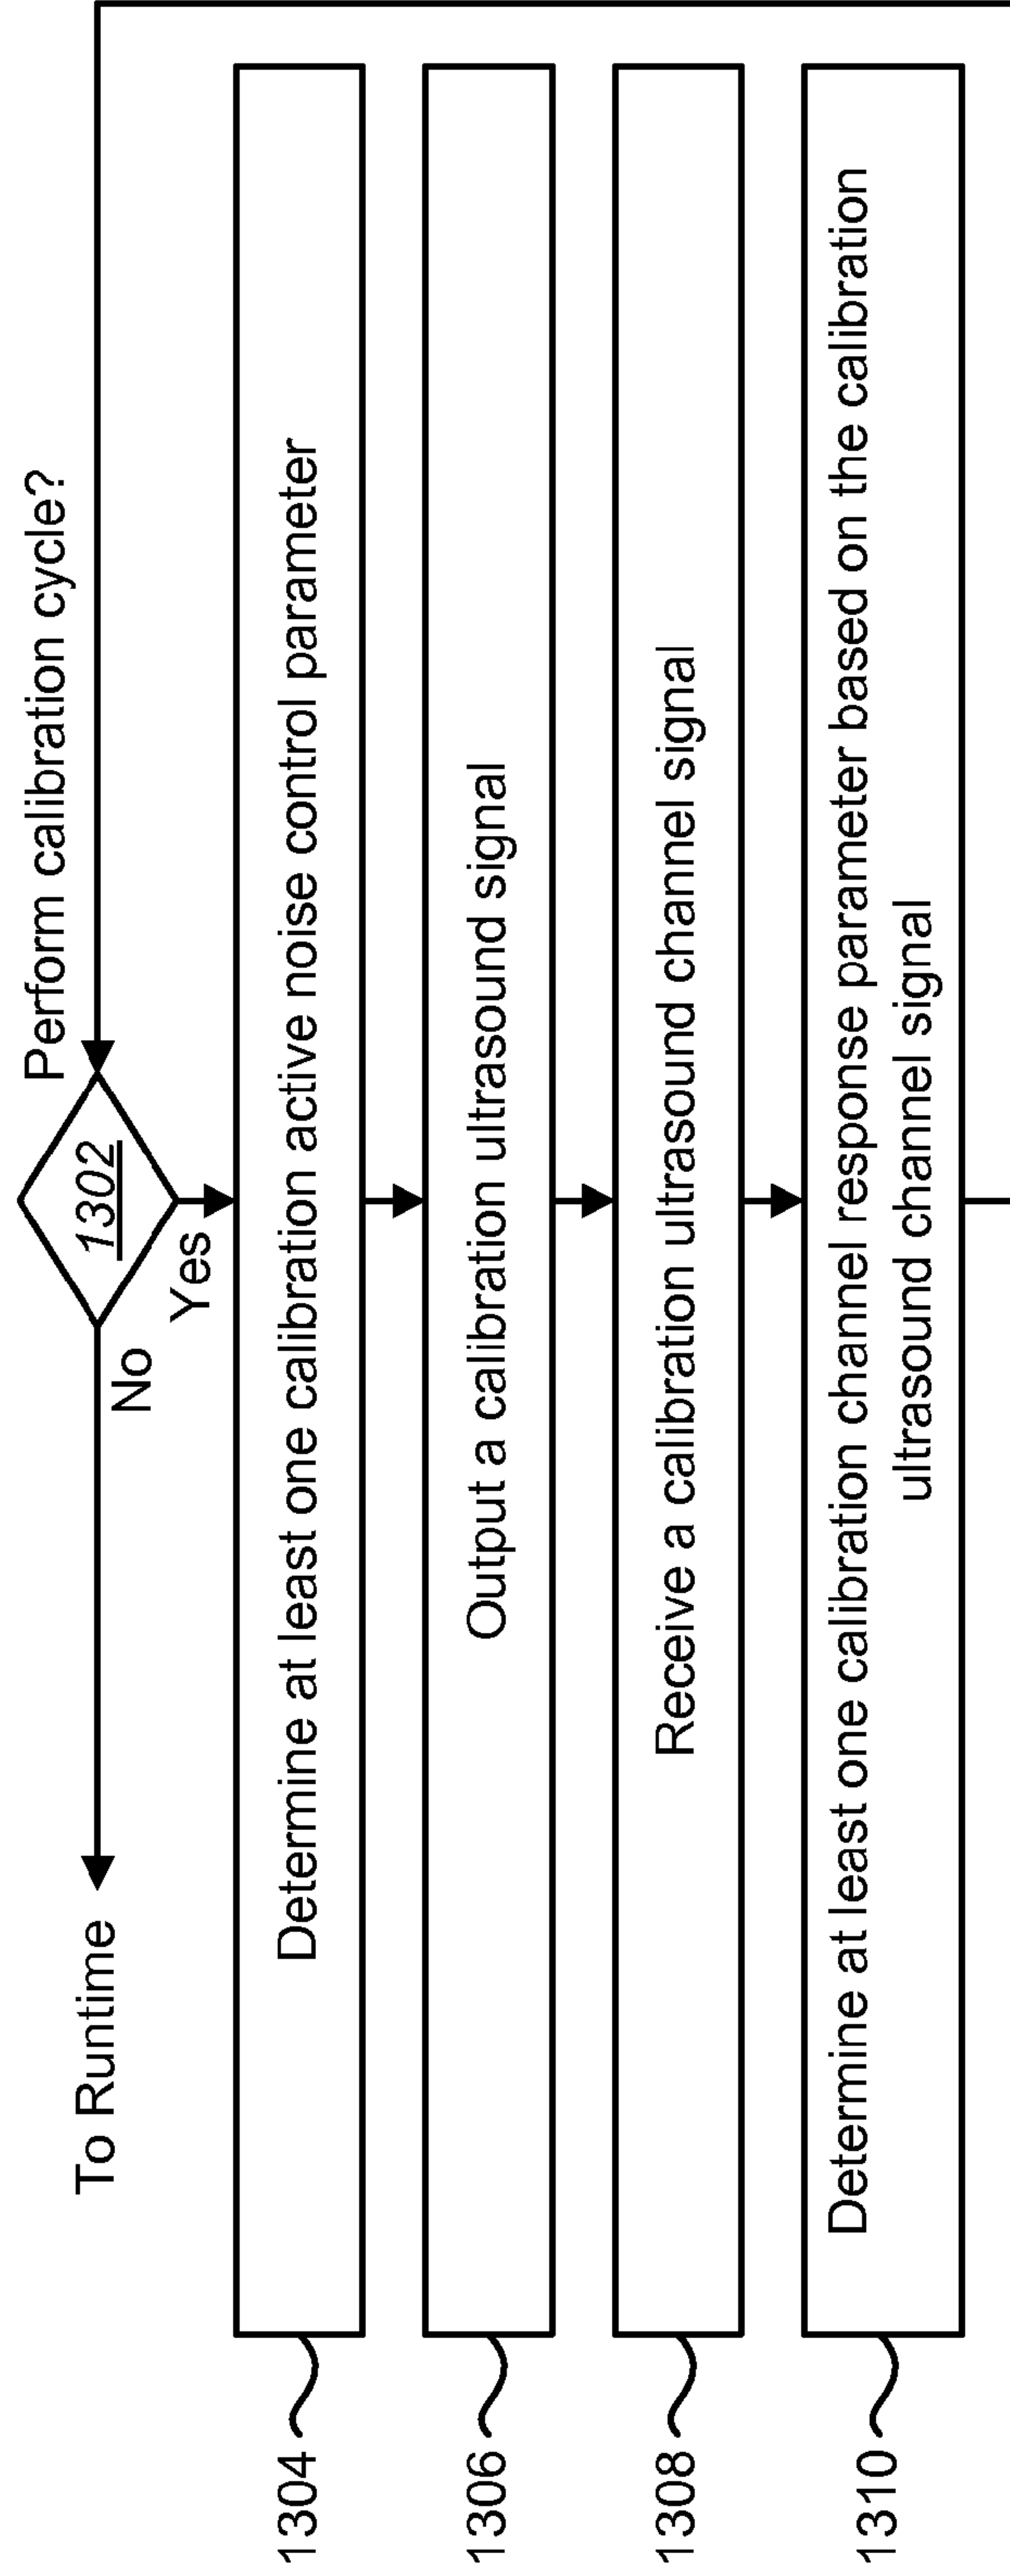 Perform calibration cycle?
To Runtime
1302
No
Yes
1304
Determine at least one calibration active noise control parameter
1306
Output a calibration ultrasound signal
1308
Receive a calibration ultrasound channel signal
1310
Determine at least one calibration channel response parameter based on the calibration
ultrasound channel signal